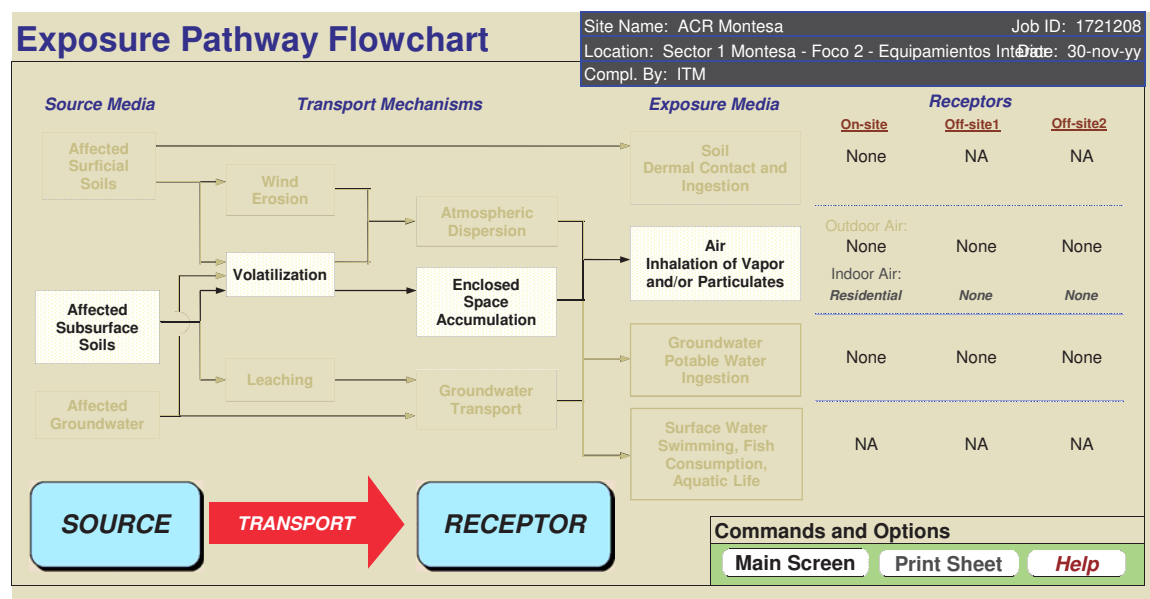 Exposure Pathway Flowchart
Site Name: ACR Montesa Job ID: 1721208
Location: Sector 1 Montesa - Foco 2 - Equipamientos Date: 30-nov-yy
Compl. By: ITM
Source Media
Transport Mechanisms
Exposure Media
Receptors
On-site Off-site1 Off-site2
Affected
Surficial
Soils
Wind
Erosion
Atmospheric
Dispersion
Soil
Dermal Contact and
Ingestion
None NA NA
Volatilization
Affected
Subsurface
Soils
Enclosed
Space
Accumulation
Air
Inhalation of Vapor
and/or Particulates
Outdoor Air:
None None None
Indoor Air:
Residential None None
Leaching
Affected
Groundwater
Groundwater
Transport
Groundwater
Potable Water
Ingestion
None None None
Surface Water
Swimming, Fish
Consumption,
Aquatic Life
NA NA NA
SOURCE
TRANSPORT
RECEPTOR
Commands and Options
Main Screen Print Sheet Help